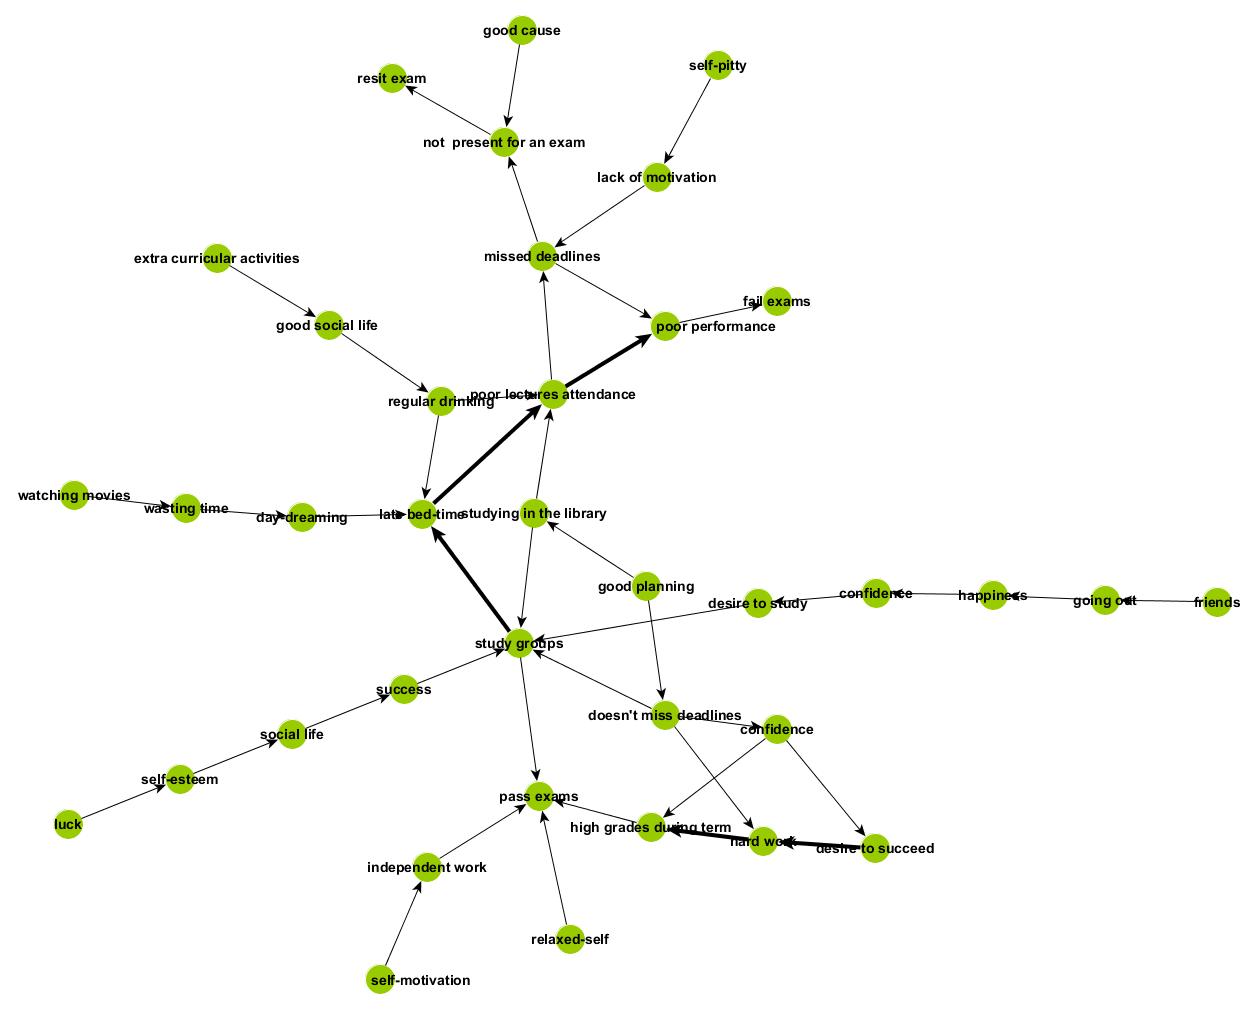 good cause
self-pitty
resit exam
not present for an exam
lack of motivation
missed deadlines
extra curricular activities
fail exams
good social life
poor performance
poor lectures attendance
regular drinking
watching movies
wasting time
day-dreaming
late bed-time
studying in the library
good planning
desire to study
confidence
happiness
going out
friends
study groups
success
doesn't miss deadlines
confidence
social life
self-esteem
pass exams
luck
high grades during term
hard work
desire to succeed
independent work
relaxed-self
self-motivation